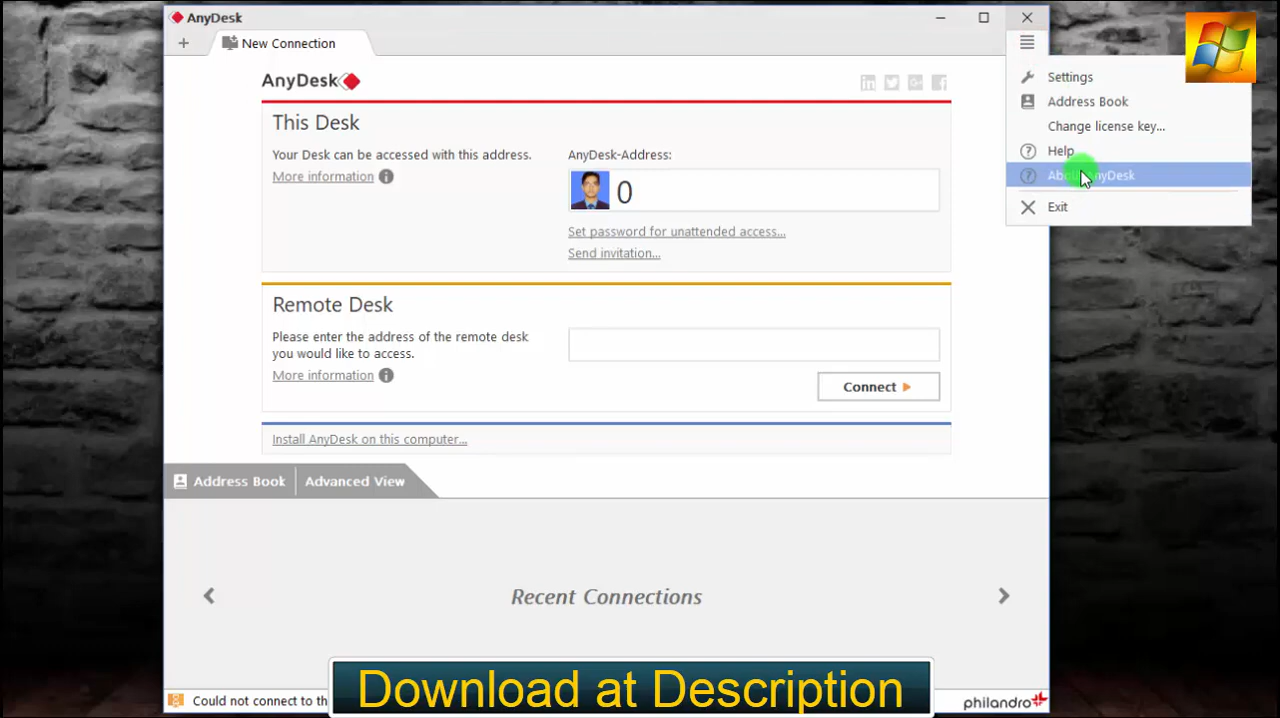 AnyDesk
New Connection
AnyDesk
Settings
Address Book
Change license key...
Help
About AnyDesk
Exit
This Desk
Your Desk can be accessed with this address.
More information
AnyDesk-Address:
0
Set password for unattended access...
Send invitation...
Remote Desk
Please enter the address of the remote desk
you would like to access.
More information
Connect
Install AnyDesk on this computer...
Address Book
Advanced View
Recent Connections
Could not connect to th
Download at Description
philandro